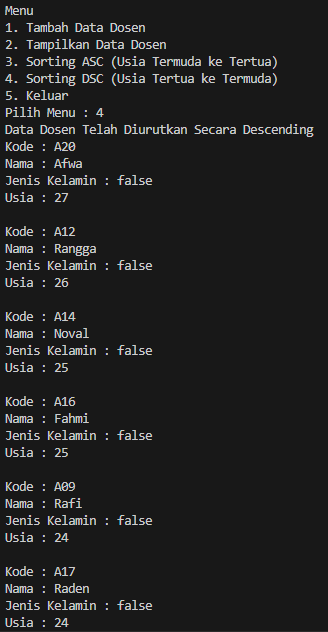 Menu
1. Tambah Data Dosen
2. Tampilkan Data Dosen
3. Sorting ASC (Usia Termuda ke Tertua)
4. Sorting DSC (Usia Tertua ke Termuda)
5. Keluar
Pilih Menu : 4
Data Dosen Telah Diurutkan Secara Descending
Kode : A20
Nama : Afwa
Jenis Kelamin : false
Usia : 27

Kode : A12
Nama : Rangga
Jenis Kelamin : false
Usia : 26

Kode : A14
Nama : Noval
Jenis Kelamin : false
Usia : 25

Kode : A16
Nama : Fahmi
Jenis Kelamin : false
Usia : 25

Kode : A09
Nama : Rafi
Jenis Kelamin : false
Usia : 24

Kode : A17
Nama : Raden
Jenis Kelamin : false
Usia : 24